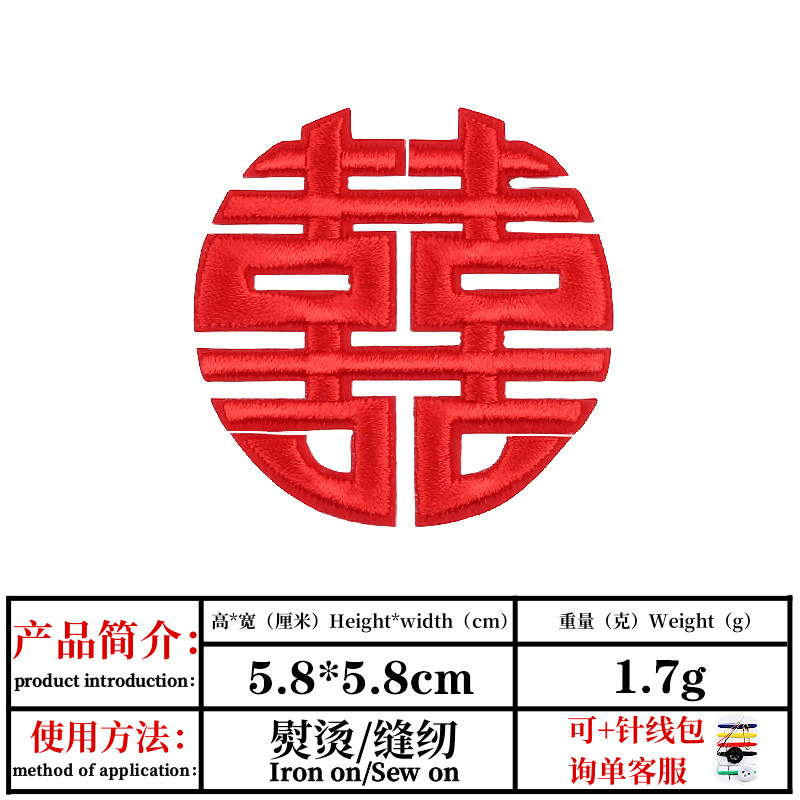 囍
产品简介：
product introduction：
高*宽（厘米）Height*width（cm）
5.8*5.8cm
重量（克）Weight（g）
1.7g
使用方法：
method of application：
熨烫/缝纫
Iron on/Sew on
可+针线包
询单客服